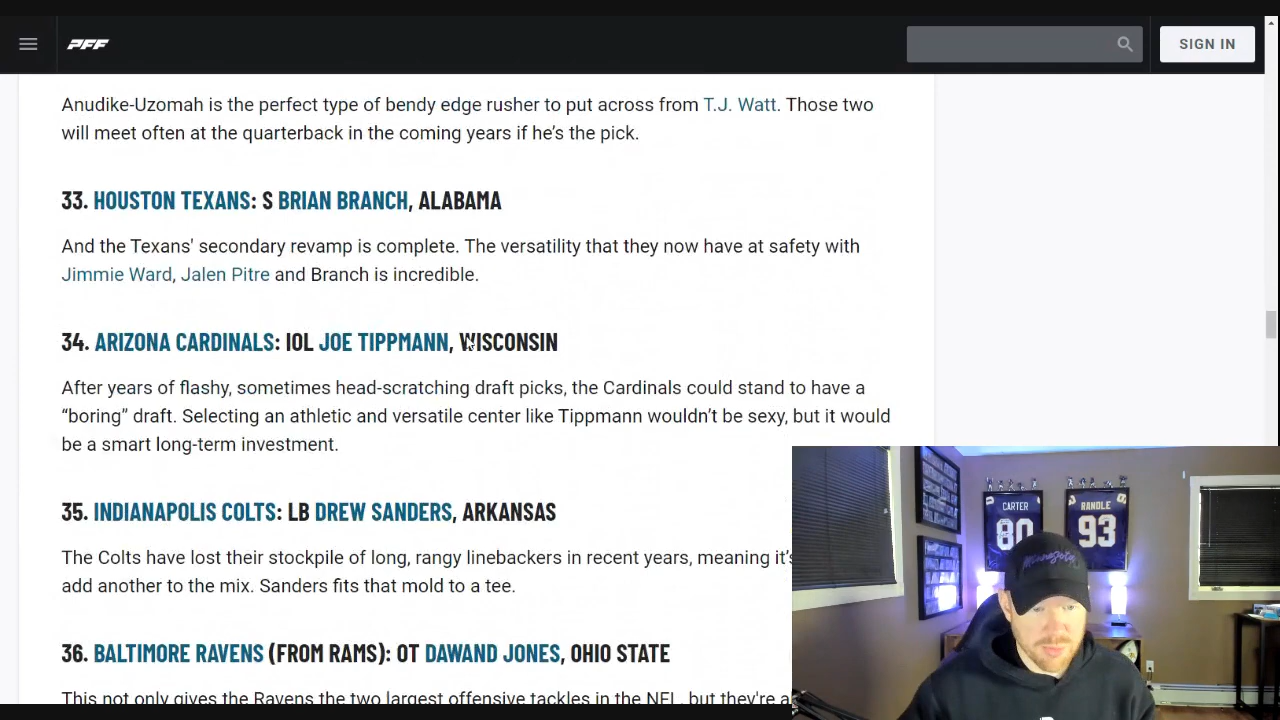 PFF
SIGN IN
Anudike-Uzomah is the perfect type of bendy edge rusher to put across from T.J. Watt. Those two
will meet often at the quarterback in the coming years if he’s the pick.
33. HOUSTON TEXANS: S BRIAN BRANCH, ALABAMA
And the Texans' secondary revamp is complete. The versatility that they now have at safety with
Jimmie Ward, Jalen Pitre and Branch is incredible.
34. ARIZONA CARDINALS: IOL JOE TIPPMANN, WISCONSIN
After years of flashy, sometimes head-scratching draft picks, the Cardinals could stand to have a
“boring” draft. Selecting an athletic and versatile center like Tippmann wouldn’t be sexy, but it would
be a smart long-term investment.
35. INDIANAPOLIS COLTS: LB DREW SANDERS, ARKANSAS
The Colts have lost their stockpile of long, rangy linebackers in recent years, meaning it’s
add another to the mix. Sanders fits that mold to a tee.
36. BALTIMORE RAVENS (FROM RAMS): OT DAWAND JONES, OHIO STATE
This not only gives the Ravens the two largest offensive tackles in the NFL, but they're a
CARTER
80
RANDLE
93